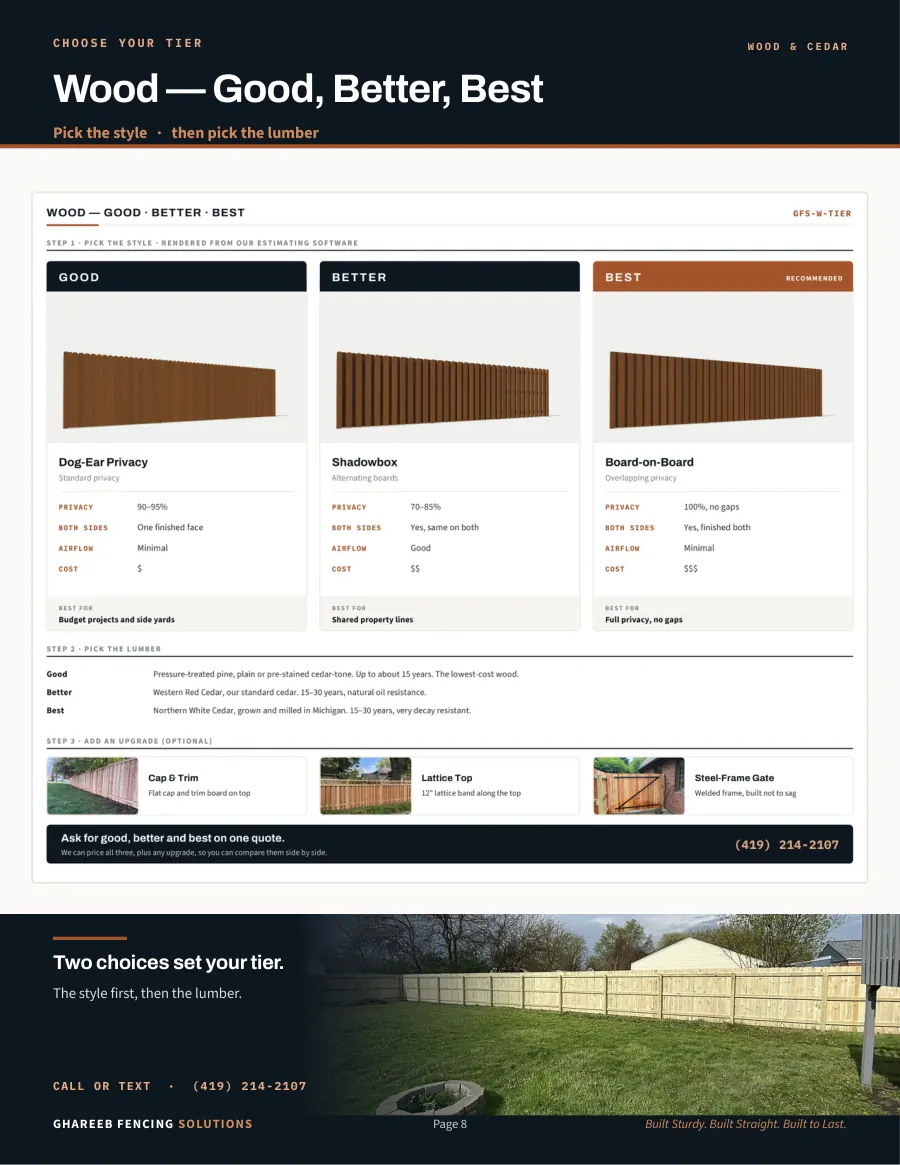 CHOOSE YOUR TIER
WOOD & CEDAR
Wood — Good, Better, Best
Pick the style · then pick the lumber
WOOD — GOOD · BETTER · BEST
GFS-W-TIER
STEP 1 · PICK THE STYLE · RENDERED FROM OUR ESTIMATING SOFTWARE
GOOD
Dog-Ear Privacy
Standard privacy
PRIVACY 90–95%
BOTH SIDES One finished face
AIRFLOW Minimal
COST $
BEST FOR
Budget projects and side yards
BETTER
Shadowbox
Alternating boards
PRIVACY 70–85%
BOTH SIDES Yes, same on both
AIRFLOW Good
COST $$
BEST FOR
Shared property lines
BEST RECOMMENDED
Board-on-Board
Overlapping privacy
PRIVACY 100%, no gaps
BOTH SIDES Yes, finished both
AIRFLOW Minimal
COST $$$
BEST FOR
Full privacy, no gaps
STEP 2 · PICK THE LUMBER
Good Pressure-treated pine, plain or pre-stained cedar-tone. Up to about 15 years. The lowest-cost wood.
Better Western Red Cedar, our standard cedar. 15–30 years, natural oil resistance.
Best Northern White Cedar, grown and milled in Michigan. 15–30 years, very decay resistant.
STEP 3 · ADD AN UPGRADE (OPTIONAL)
Cap & Trim
Flat cap and trim board on top
Lattice Top
12" lattice band along the top
Steel-Frame Gate
Welded frame, built not to sag
Ask for good, better and best on one quote.
We can price all three, plus any upgrade, so you can compare them side by side.
(419) 214-2107
Two choices set your tier.
The style first, then the lumber.
CALL OR TEXT · (419) 214-2107
GHAREEB FENCING SOLUTIONS
Page 8
Built Sturdy. Built Straight. Built to Last.